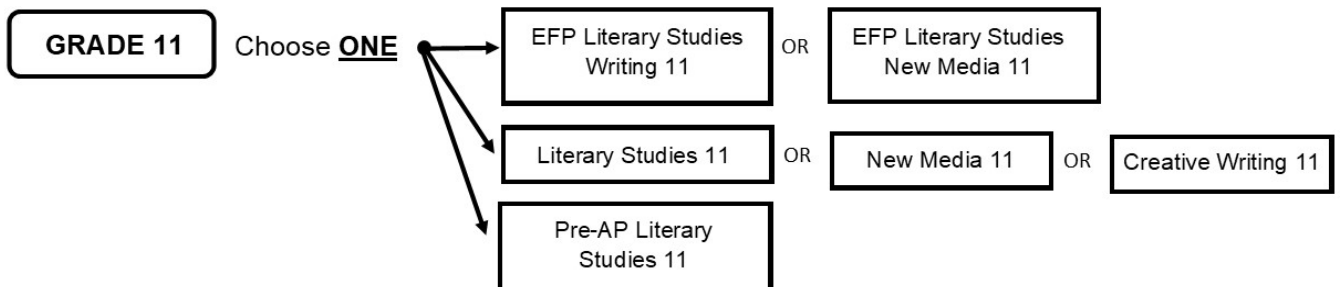 GRADE 11 Choose ONE
EFP Literary Studies
Writing 11
OR
EFP Literary Studies
New Media 11
Literary Studies 11
OR
New Media 11
OR
Creative Writing 11
Pre-AP Literary
Studies 11